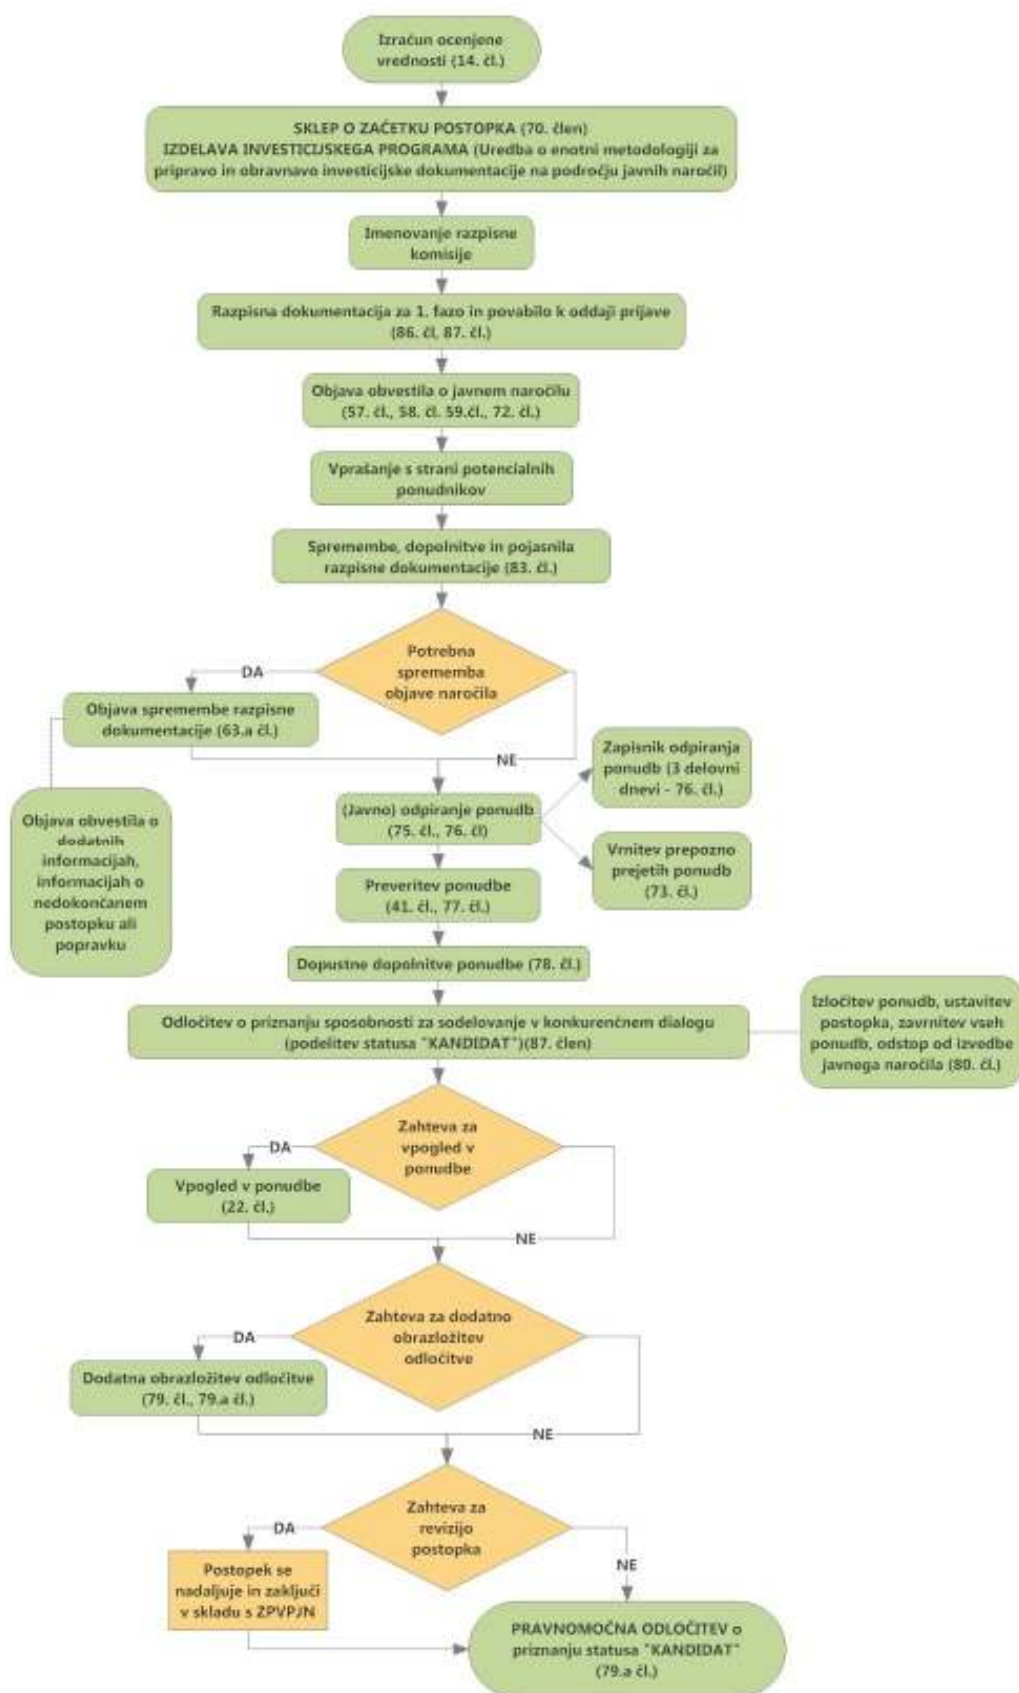 Izračun ocenjene
vrednosti (14. čl.)
SKLEP O ZAČETKU POSTOPKA (70. člen)
IZDELAVA INVESTICIJSKEGA PROGRAMA (Uredba o enotni metodologiji za
pripravo in obravnavo investicijske dokumentacije na področju javnih naročil)
Imenovanje razpisne
komisije
Razpisna dokumentacija za 1. fazo in povabilo k oddaji prijave
(86. čl, 87. čl.)
Objava obvestila o javnem naročilu
(57. čl., 58. čl. 59.čl., 72. čl.)
Vprašanje s strani potencialnih
ponudnikov
Spremembe, dopolnitve in pojasnila
razpisne dokumentacije (83. čl.)
Potrebna
sprememba
objave naročila
DA
Objava spremembe razpisne
dokumentacije (63.a čl.)
NE
Objava obvestila o
dodatnih
informacijah,
informacijah o
nedokončanem
postopku ali
popravku
(Javno) odpiranje ponudb
(75. čl., 76. čl)
Zapisnik odpiranja
ponudb (3 delovni
dnevi - 76. čl.)
Vrnitev prepozno
prejetih ponudb
(73. čl.)
Preveritev ponudbe
(41. čl., 77. čl.)
Dopustne dopolnitve ponudbe (78. čl.)
Odločitev o priznanju sposobnosti za sodelovanje v konkurenčnem dialogu
(podelitev statusa "KANDIDAT")(87. člen)
Izločitev ponudb, ustavitev
postopka, zavrnitev vseh
ponudb, odstop od izvedbe
javnega naročila (80. čl.)
Zahteva za
vpogled v
ponudbe
DA
Vpogled v ponudbe
(22. čl.)
NE
Zahteva za dodatno
obrazložitev
odločitve
DA
Dodatna obrazložitev odločitve
(79. čl., 79.a čl.)
NE
Zahteva za
revizijo
postopka
DA
Postopek se
nadaljuje in zaključi
v skladu s ZPVPJN
NE
PRAVNOMOČNA ODLOČITEV o
priznanju statusa "KANDIDAT"
(79.a čl.)